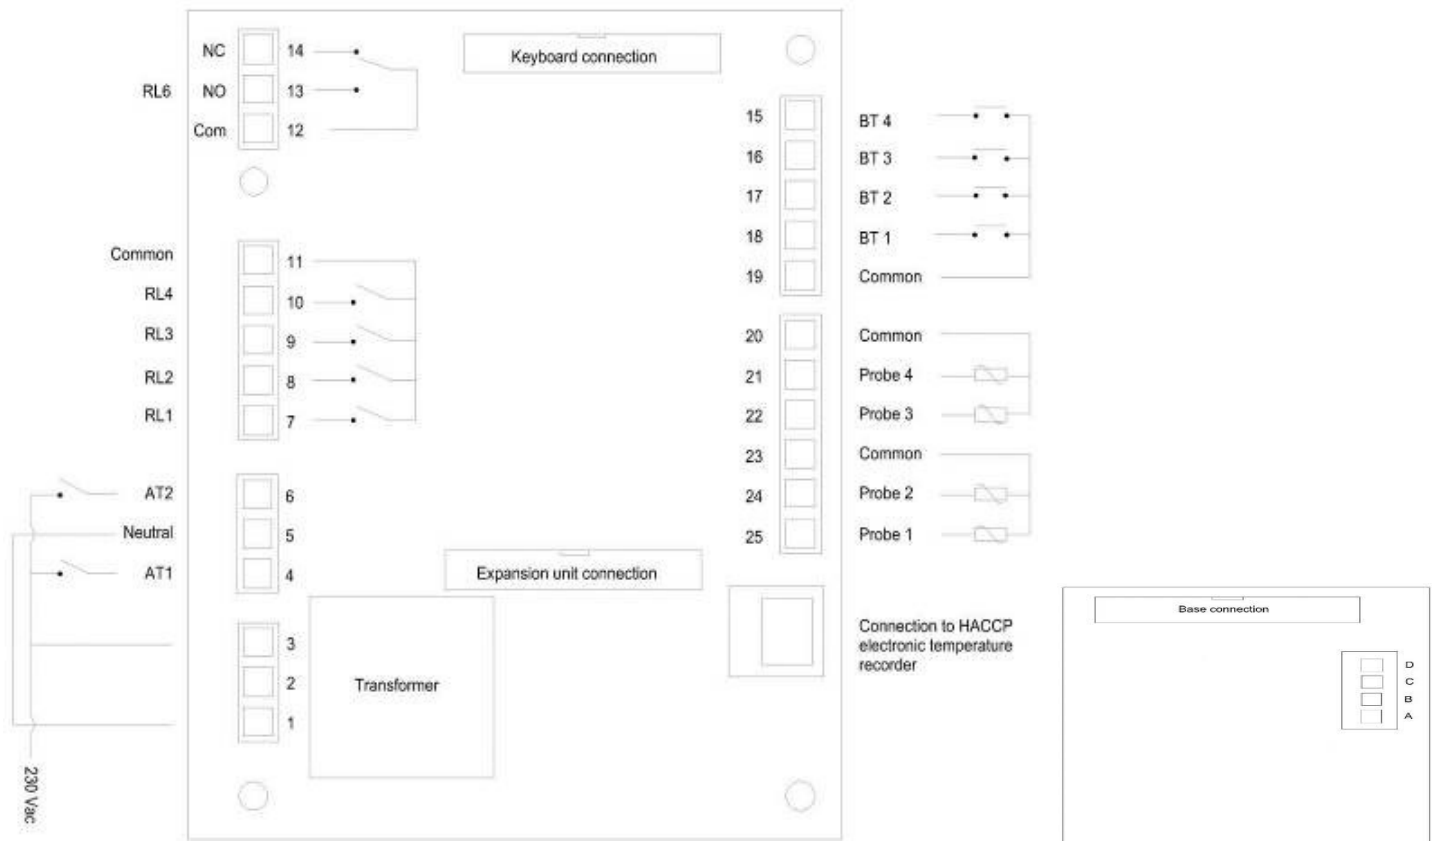 NC 14
RL6 NO 13
Com 12
Keyboard connection
Common 11
RL4 10
RL3 9
RL2 8
RL1 7
AT2 6
Neutral 5
AT1 4
3
2
1
230 Vac
Transformer
Expansion unit connection
15 BT 4
16 BT 3
17 BT 2
18 BT 1
19 Common
20 Common
21 Probe 4
22 Probe 3
23 Common
24 Probe 2
25 Probe 1
Connection to HACCP
electronic temperature
recorder
Base connection
D
C
B
A